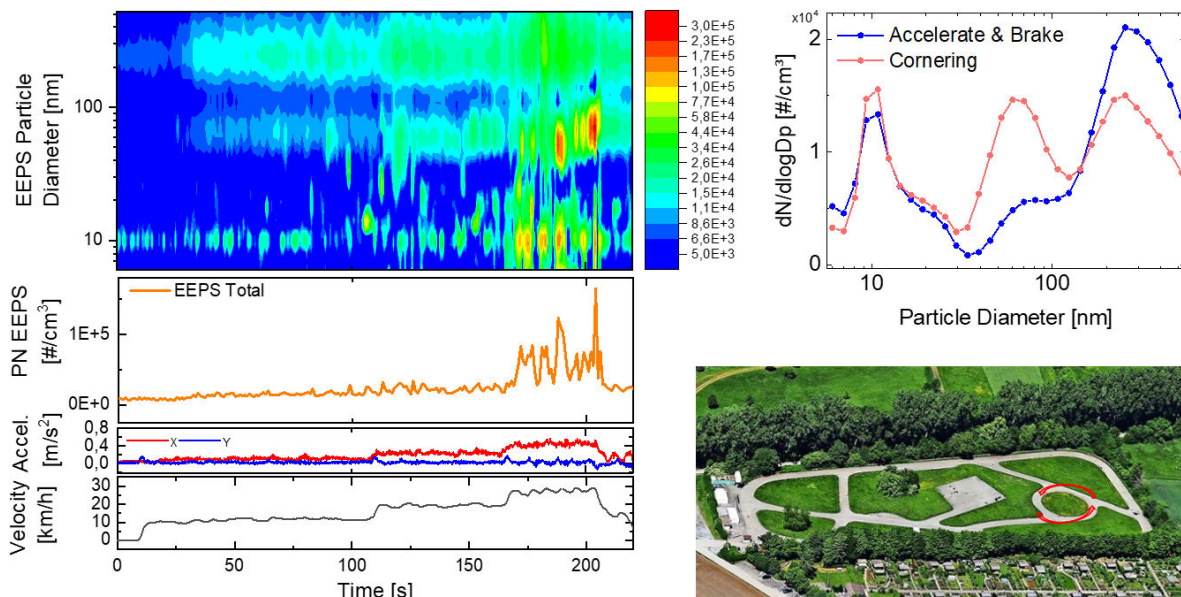 EEPS Particle
Diameter [nm]
100
10
3,0E+5
2,3E+5
1,7E+5
1,3E+5
1,0E+5
7,6E+4
5,7E+4
4,4E+4
3,4E+4
2,6E+4
2,0E+4
1,5E+4
1,1E+4
8,6E+3
6,6E+3
5,0E+3
PN EEPS
[#/cm³]
1E+5
0E+0
EEPS Total
Accel.
[m/s²]
0,8
0,4
0,0
X
Y
Velocity
[km/h]
30
20
10
0
0
50
100
150
200
Time [s]
x10⁴
2
1
0
dN/dlogDp [#/cm³]
Accelerate & Brake
Cornering
10
100
Particle Diameter [nm]